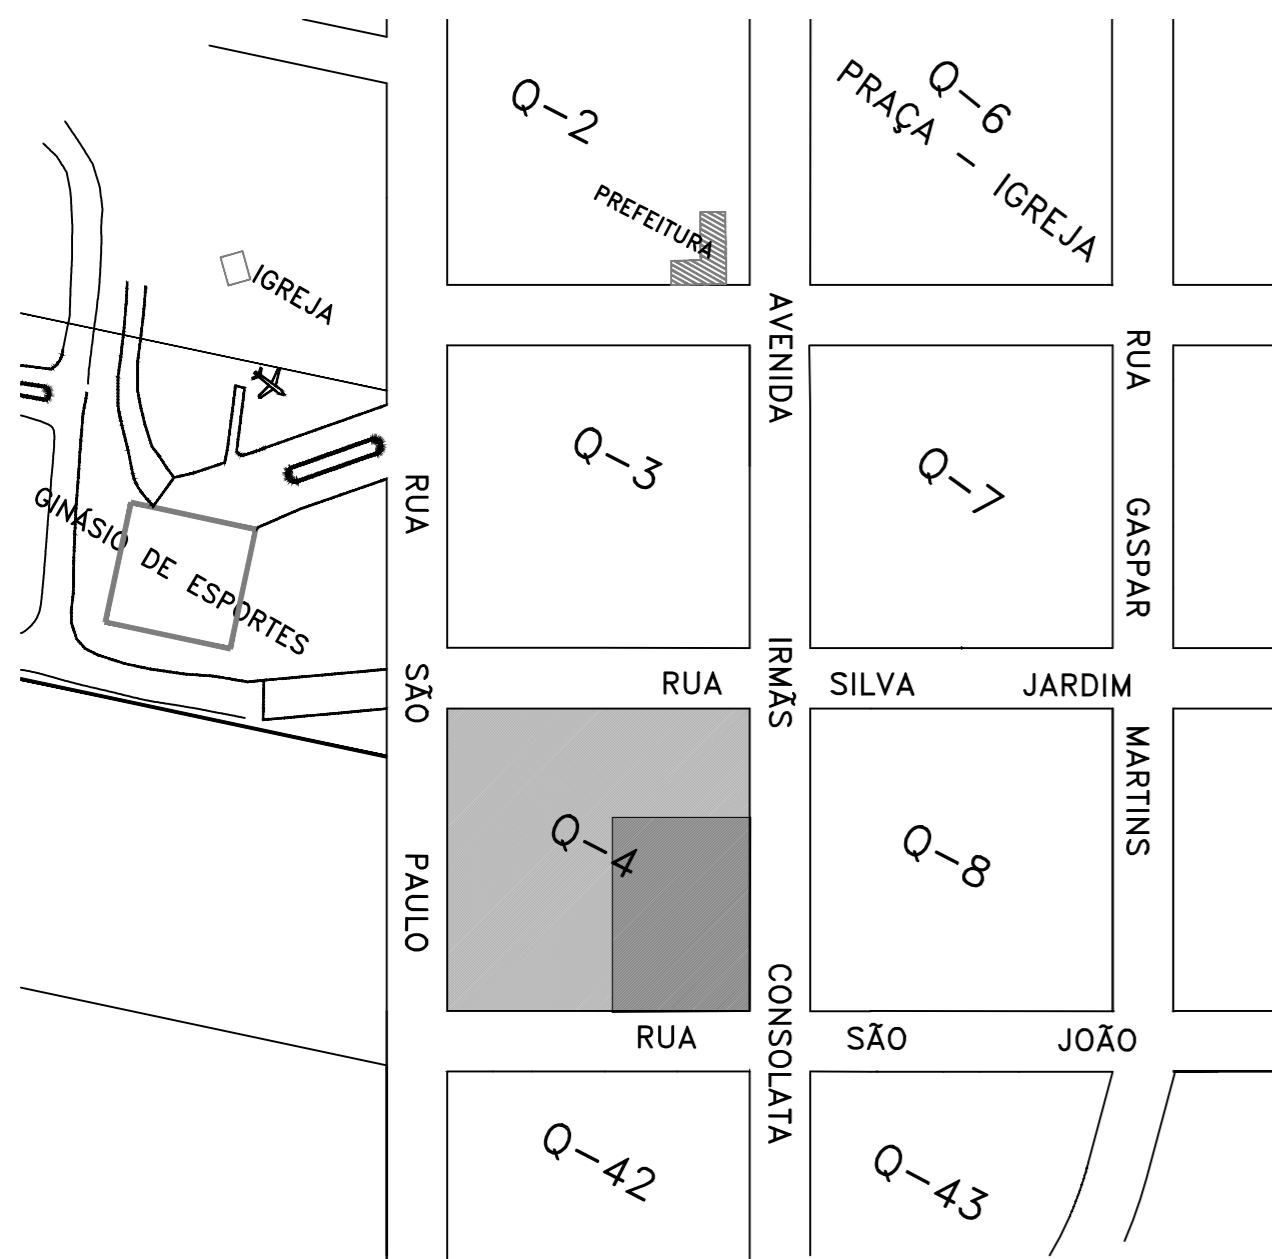 Q-2
Q-6
PRAÇA - IGREJA
PREFEITURA
IGREJA
AVENIDA IRMÃS CONSOLATA
RUA GASPAR MARTINS
Q-3
Q-7
RUA SÃO PAULO
GINÁSIO DE ESPORTES
RUA SILVA JARDIM
Q-4
Q-8
RUA SÃO JOÃO
Q-42
Q-43